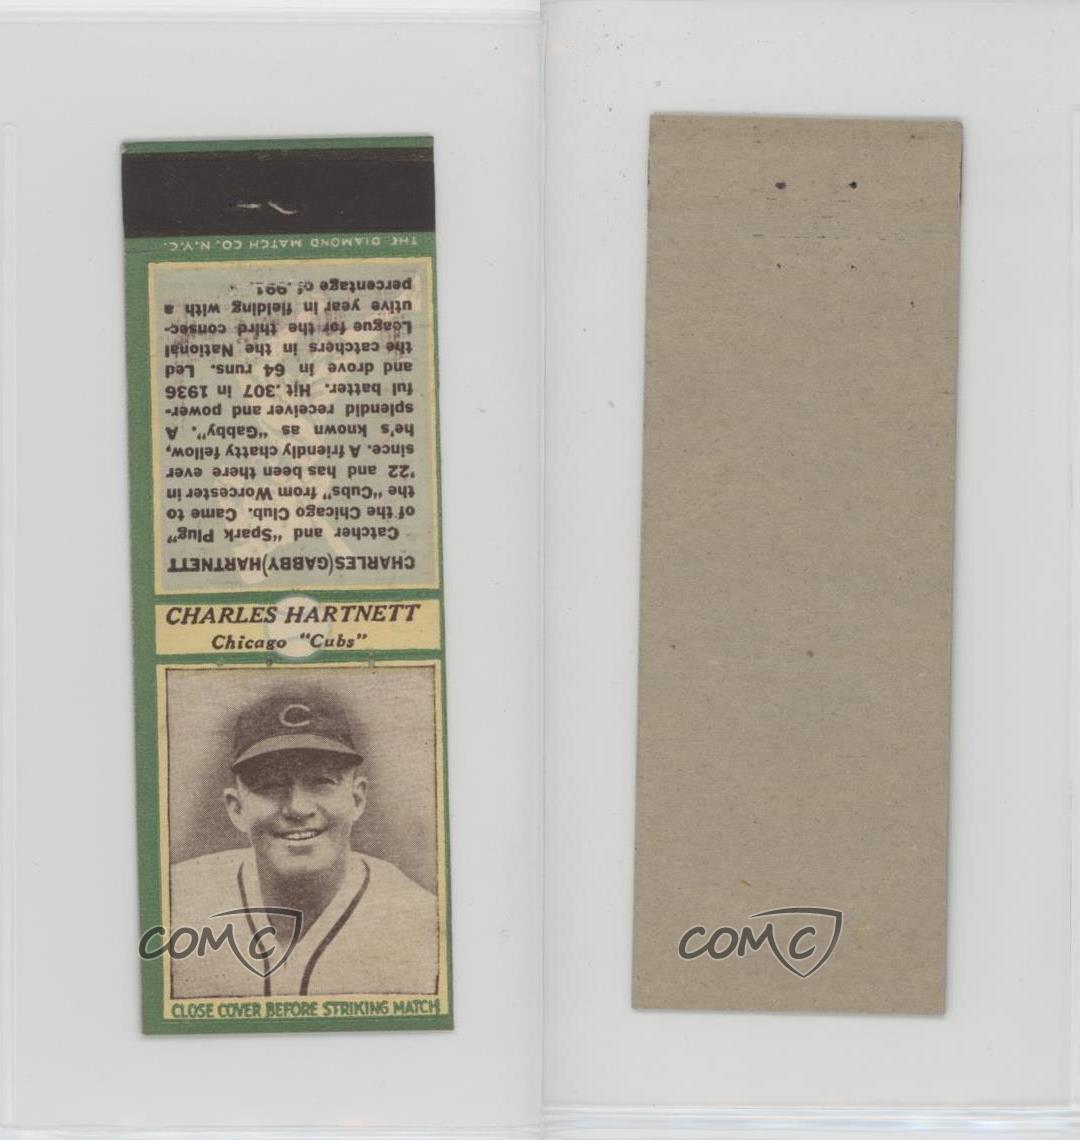 THE DIAMOND MATCH CO. N.Y.C.
CHARLES (GABBY) HARTNETT
Catcher and "Spark Plug"
of the Chicago Club. Came to
the "Cubs" from Worcester in
'22 and has been there ever
since. A friendly chatty fellow,
he's known as "Gabby". A
splendid receiver and power-
ful batter. Hit .307 in 1936
and drove in 64 runs. Led
the catchers in the National
League for the third consec-
utive year in fielding with a
percentage of .991.
CHARLES HARTNETT
Chicago "Cubs"
C
CLOSE COVER BEFORE STRIKING MATCH
COMC
COMC